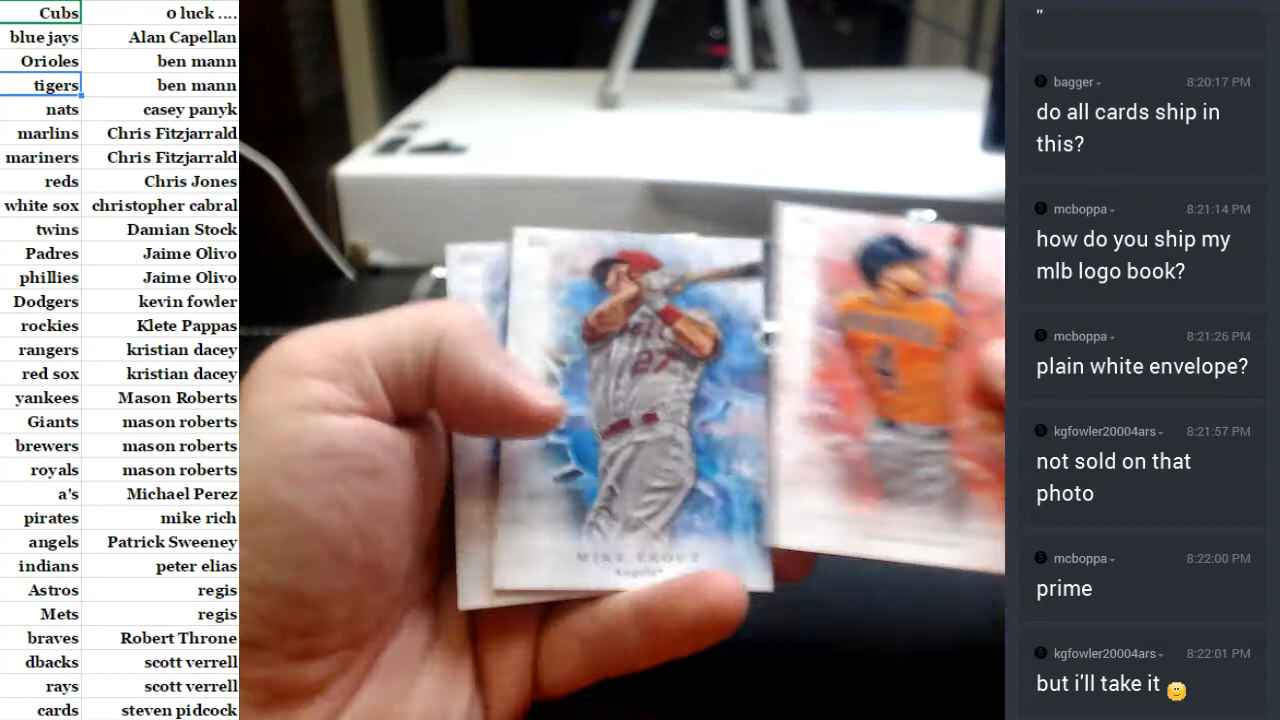 Cubs o luck ....
blue jays Alan Capellan
Orioles ben mann
tigers ben mann
nats casey panyk
marlins Chris Fitzjarrald
mariners Chris Fitzjarrald
reds Chris Jones
white sox christopher cabral
twins Damian Stock
Padres Jaime Olivo
phillies Jaime Olivo
Dodgers kevin fowler
rockies Klete Pappas
rangers kristian dacey
red sox kristian dacey
yankees Mason Roberts
Giants mason roberts
brewers mason roberts
royals mason roberts
a's Michael Perez
pirates mike rich
angels Patrick Sweeney
indians peter elias
Astros regis
Mets regis
braves Robert Throne
dbacks scott verrell
rays scott verrell
cards steven pidcock
27
MIKE TROUT
Angels
4
"
bagger 8:20:17 PM
do all cards ship in
this?
mcboppa 8:21:14 PM
how do you ship my
mlb logo book?
mcboppa 8:21:26 PM
plain white envelope?
kgfowler20004ars 8:21:57 PM
not sold on that
photo
mcboppa 8:22:00 PM
prime
kgfowler20004ars 8:22:01 PM
but i'll take it